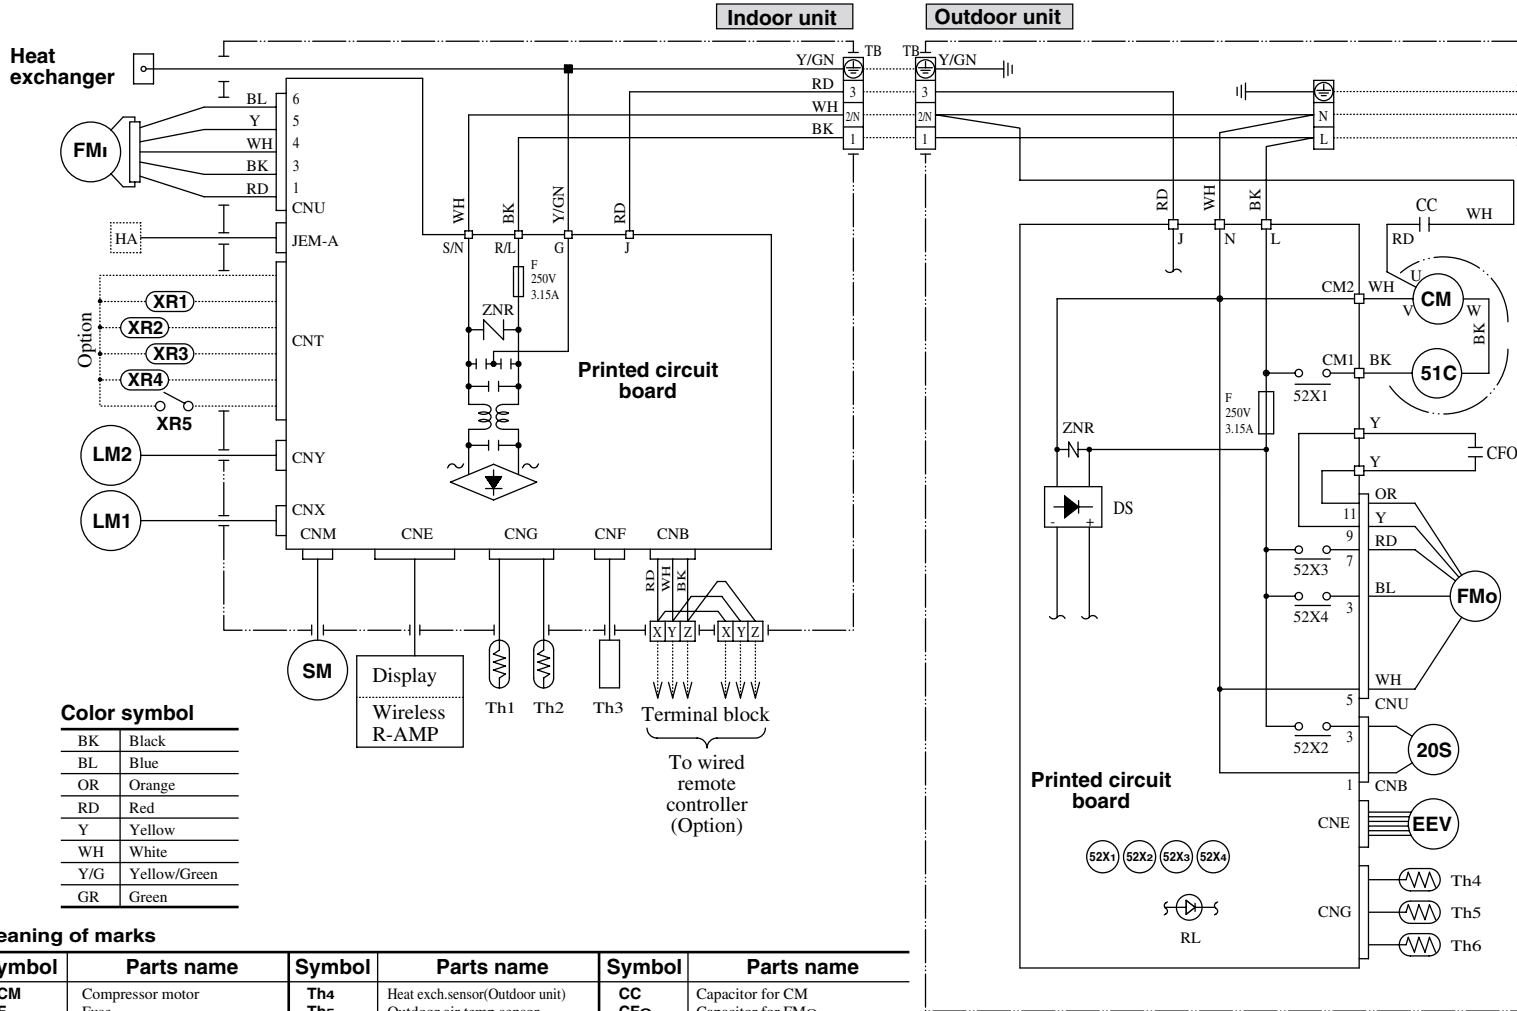 Indoor unit
Outdoor unit
Heat
exchanger
Y/GN
TB
TB
Y/GN
RD
3
3
WH
2/N
2/N
N
BK
1
1
L
BL
6
Y
5
FMI
WH
4
BK
3
RD
1
CNU
HA
JEM-A
WH
BK
Y/GN
RD
S/N
R/L
G
J
F
250V
3.15A
ZNR
Option
XR1
XR2
XR3
XR4
XR5
CNT
Printed circuit
board
LM2
CNY
LM1
CNX
CNM
CNE
CNG
CNF
CNB
RD
WH
BK
X Y Z
X Y Z
SM
Display
Wireless
R-AMP
Th1
Th2
Th3
Terminal block
To wired
remote
controller
(Option)
RD
WH
BK
J
N
L
CC
WH
RD
U
CM2
WH
CM
V
W
BK
CM1
BK
51C
52X1
F
250V
3.15A
ZNR
Y
CFO
Y
DS
- +
OR
11
Y
9
RD
52X3
7
BL
FMo
52X4
3
WH
5
CNU
52X2
3
20S
1
CNB
Printed circuit
board
CNE
EEV
52X1 52X2 52X3 52X4
RL
CNG
Th4
Th5
Th6
Color symbol
BK Black
BL Blue
OR Orange
RD Red
Y Yellow
WH White
Y/G Yellow/Green
GR Green
eaning of marks
ymbol Parts name Symbol Parts name Symbol Parts name
CM Compressor motor Th4 Heat exch.sensor(Outdoor unit) CC Capacitor for CM